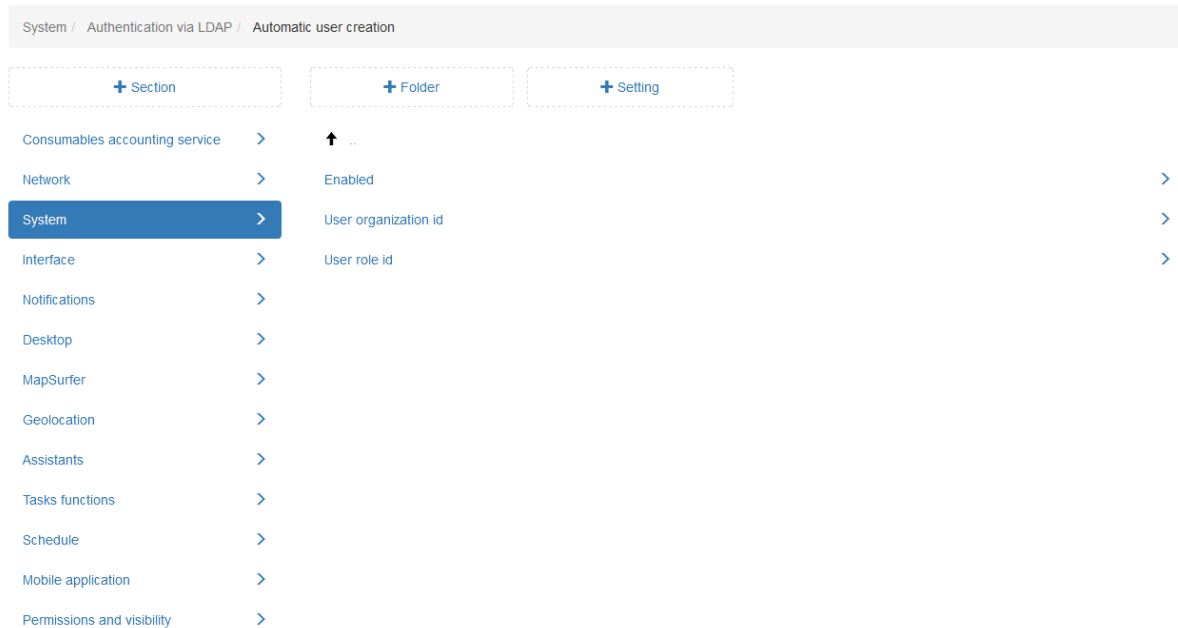 System / Authentication via LDAP / Automatic user creation
+ Section
+ Folder
+ Setting
Consumables accounting service
..
Network
Enabled
System
User organization id
Interface
User role id
Notifications
Desktop
MapSurfer
Geolocation
Assistants
Tasks functions
Schedule
Mobile application
Permissions and visibility